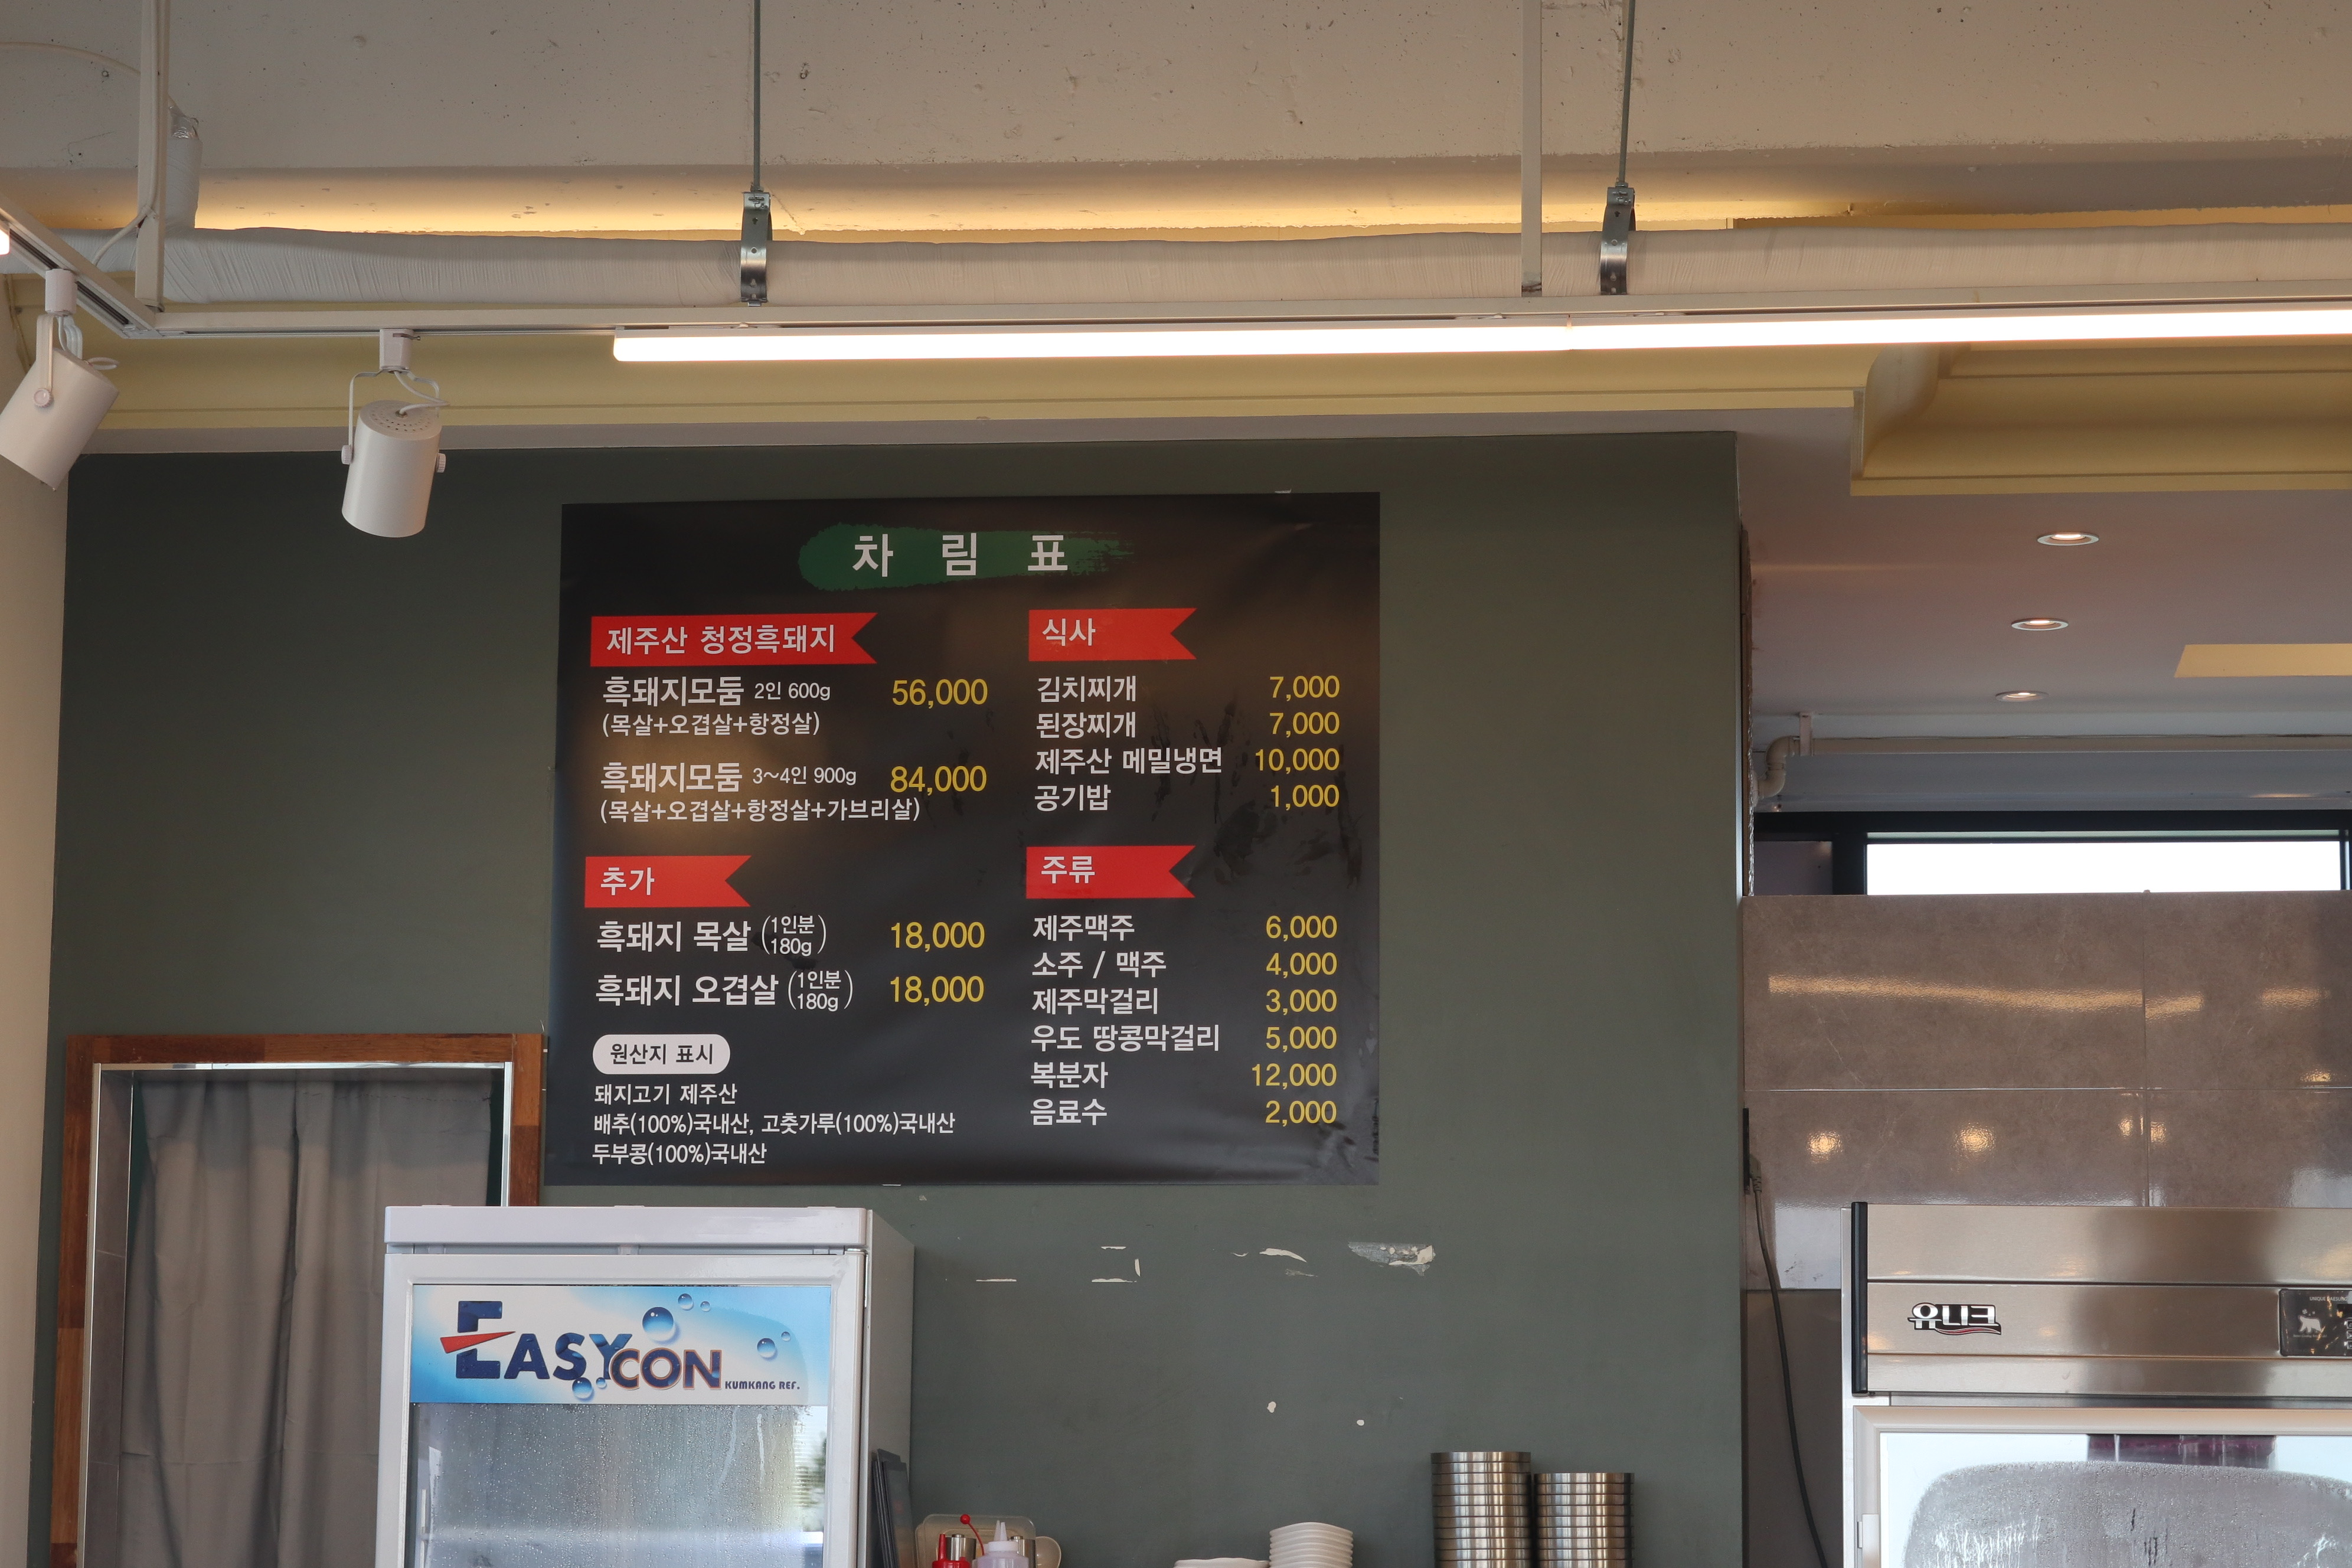 차 림 표
제주산 청정흑돼지
흑돼지모둠 2인 600g 56,000
(목살+오겹살+항정살)
흑돼지모둠 3~4인 900g 84,000
(목살+오겹살+항정살+가브리살)
추가
흑돼지 목살 (1인분 180g) 18,000
흑돼지 오겹살 (1인분 180g) 18,000
원산지 표시
돼지고기 제주산
배추(100%)국내산, 고춧가루(100%)국내산
두부콩(100%)국내산
식사
김치찌개 7,000
된장찌개 7,000
제주산 메밀냉면 10,000
공기밥 1,000
주류
제주맥주 6,000
소주 / 맥주 4,000
제주막걸리 3,000
우도 땅콩막걸리 5,000
복분자 12,000
음료수 2,000
EASYCON
KUMKANG REF.
유니크